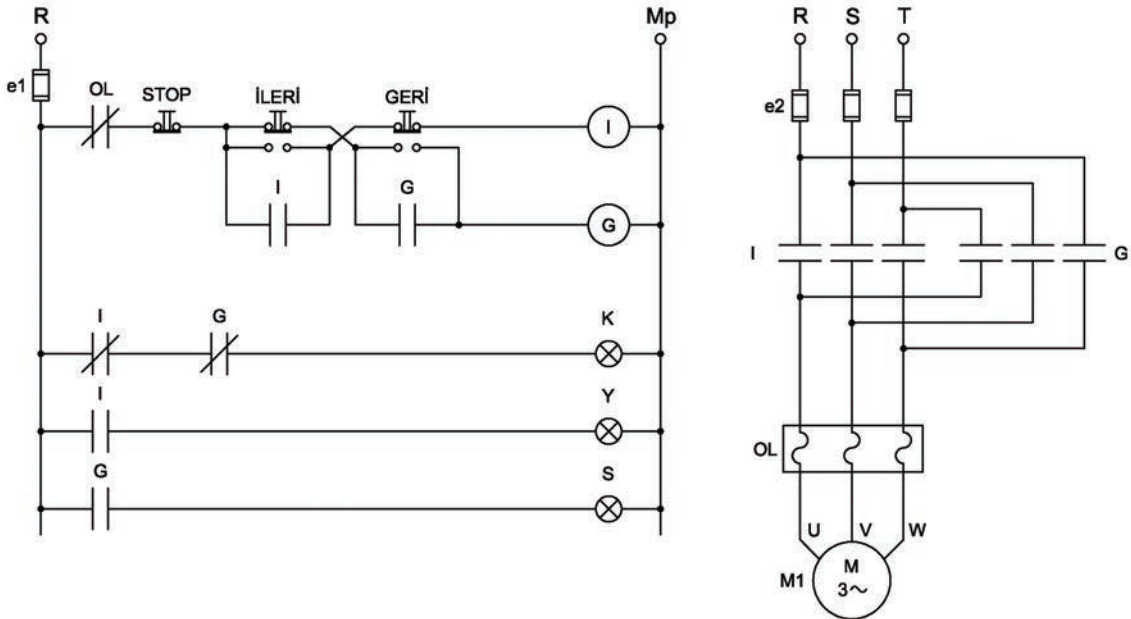 R Mp
e1
OL STOP İLERİ GERİ
I
I G
G
I G K
I Y
G S
R S T
e2
I G
OL
U V W
M1 M
3~